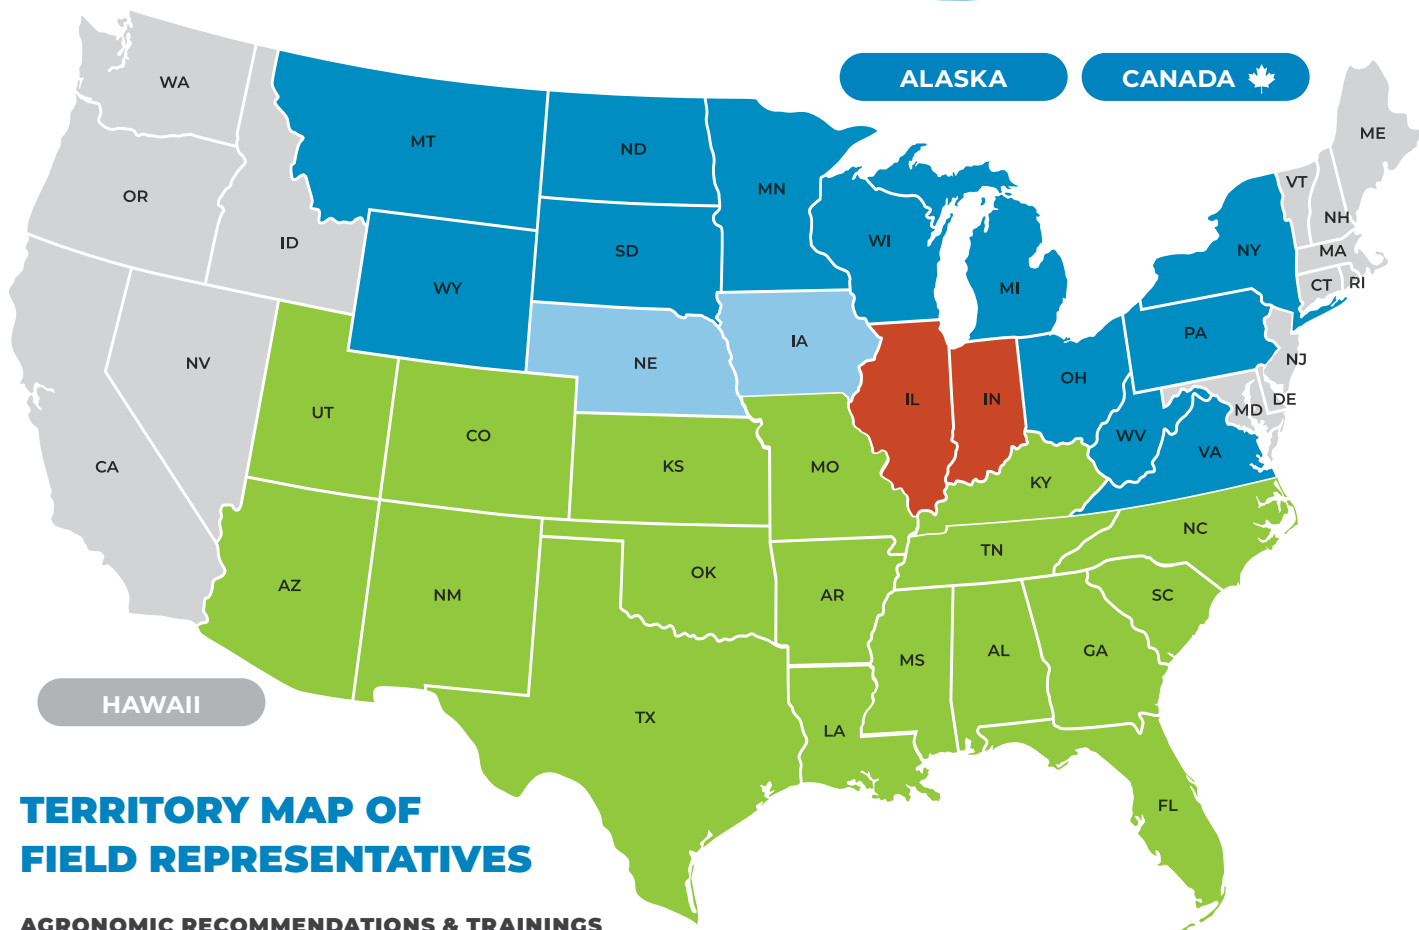 ALASKA
CANADA
WA
MT
ND
MN
ME
OR
ID
WY
SD
WI
MI
NY
VT
NH
MA
CT
RI
NV
UT
CO
NE
IA
IL
IN
OH
PA
NJ
DE
MD
WV
VA
CA
KS
MO
KY
AZ
NM
OK
AR
TN
NC
SC
MS
AL
GA
HAWAII
TX
LA
FL
TERRITORY MAP OF
FIELD REPRESENTATIVES
AGRONOMIC RECOMMENDATIONS & TRAININGS